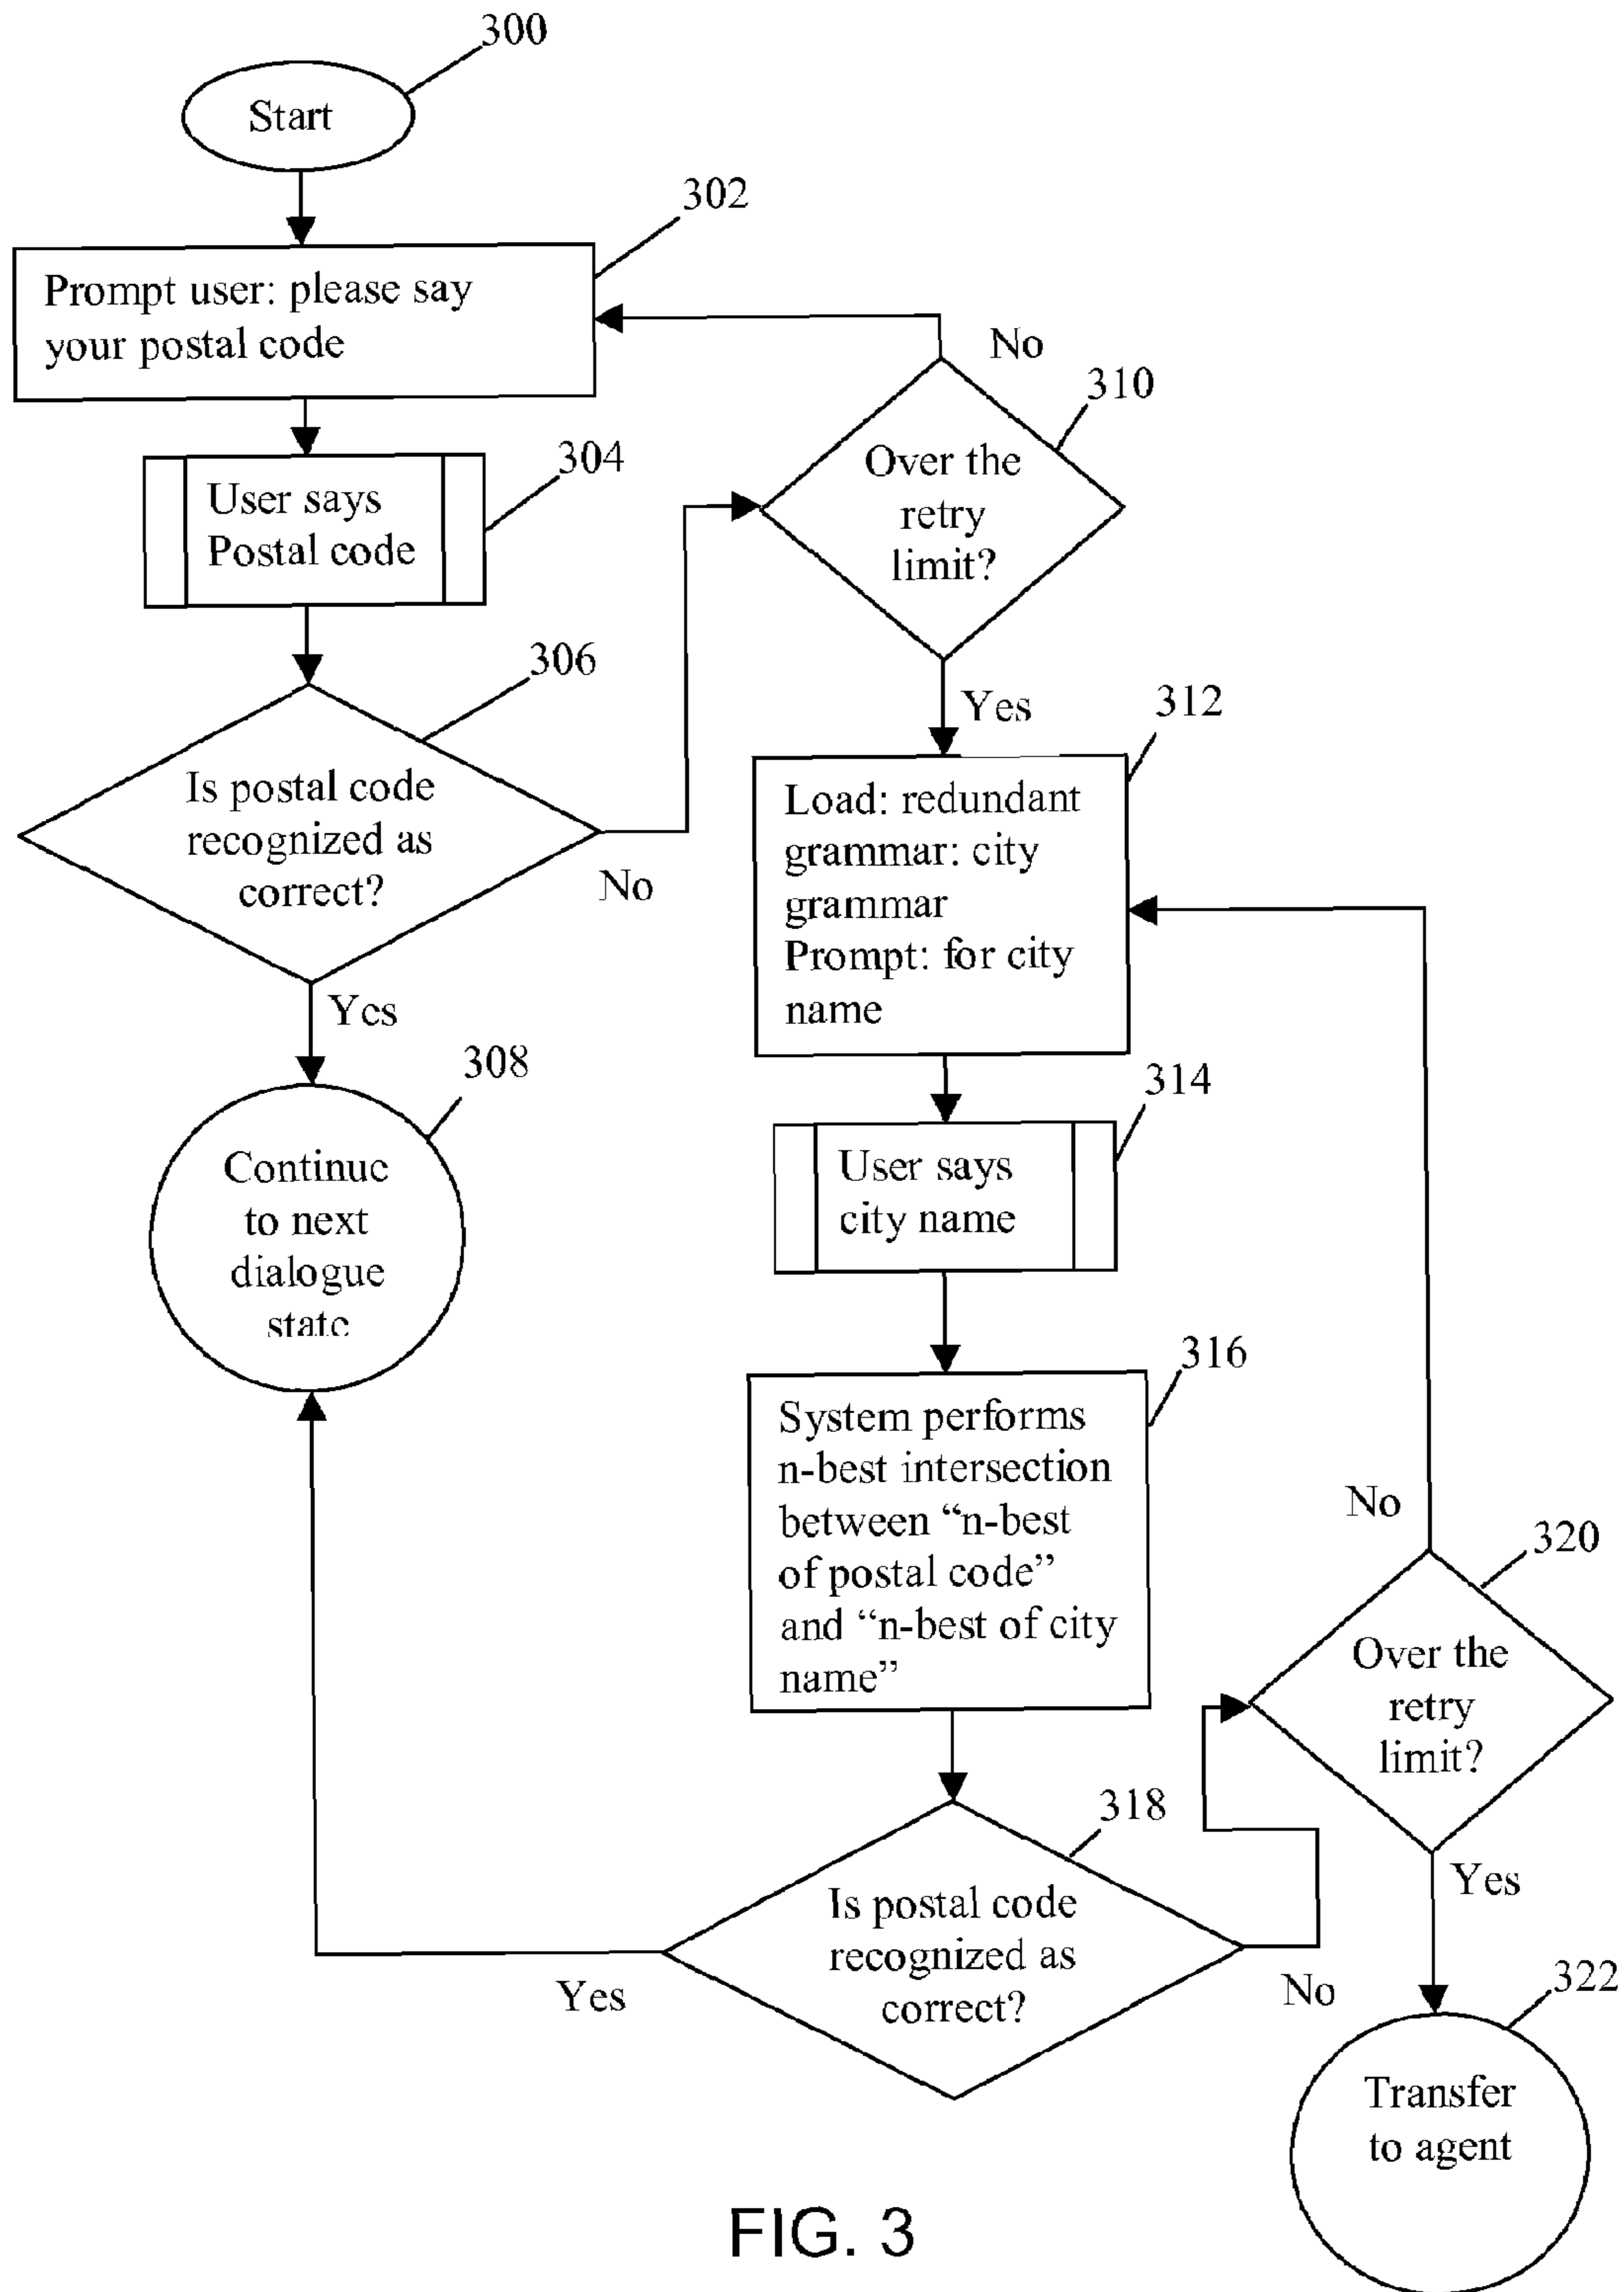 300
Start
302
Prompt user: please say
your postal code
304
User says
Postal code
306
Is postal code
recognized as
correct?
No
Yes
308
Continue
to next
dialogue
state
No
310
Over the
retry
limit?
Yes
312
Load: redundant
grammar: city
grammar
Prompt: for city
name
314
User says
city name
316
System performs
n-best intersection
between “n-best
of postal code”
and “n-best of city
name”
318
Is postal code
recognized as
correct?
Yes
No
No
320
Over the
retry
limit?
Yes
322
Transfer
to agent
FIG. 3